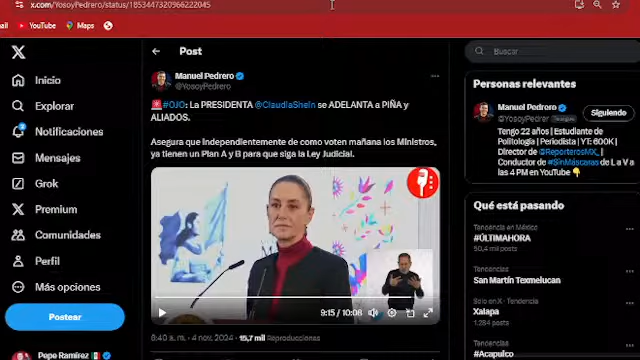 x.com/YosoyPedrero/status/1853447320966222045
YouTube
Maps
Post
Manuel Pedrero
#OJO: La PRESIDENTA @ClaudiaShein se ADELANTA a PIÑA y
ALIADOS.
Asegura que independientemente de como voten mañana los Ministros,
ya tienen un Plan A y B para que siga la Ley Judicial.
9:15 / 10:06
8:40 a. m. · 4 nov. 2024 · 15,7 mil Reproducciones
Inicio
Explorar
Notificaciones
Mensajes
Grok
Premium
Comunidades
Perfil
Más opciones
Postear
Pepe Ramírez
Buscar
Personas relevantes
Manuel Pedrero
@YosoyPedrero
Siguiendo
Tengo 22 años | Estudiante de
Politología | Periodista | YT: 600K |
Director de @ReporterosMX_ |
Conductor de #SinMáscaras de L a V a
las 4 PM en YouTube
Qué está pasando
Tendencia en México
#ÚLTIMAHORA
50,4 mil posts
Tendencias
San Martín Texmelucan
Solo en X · Tendencia
Xalapa
1.284 posts
Tendencias
#Acapulco